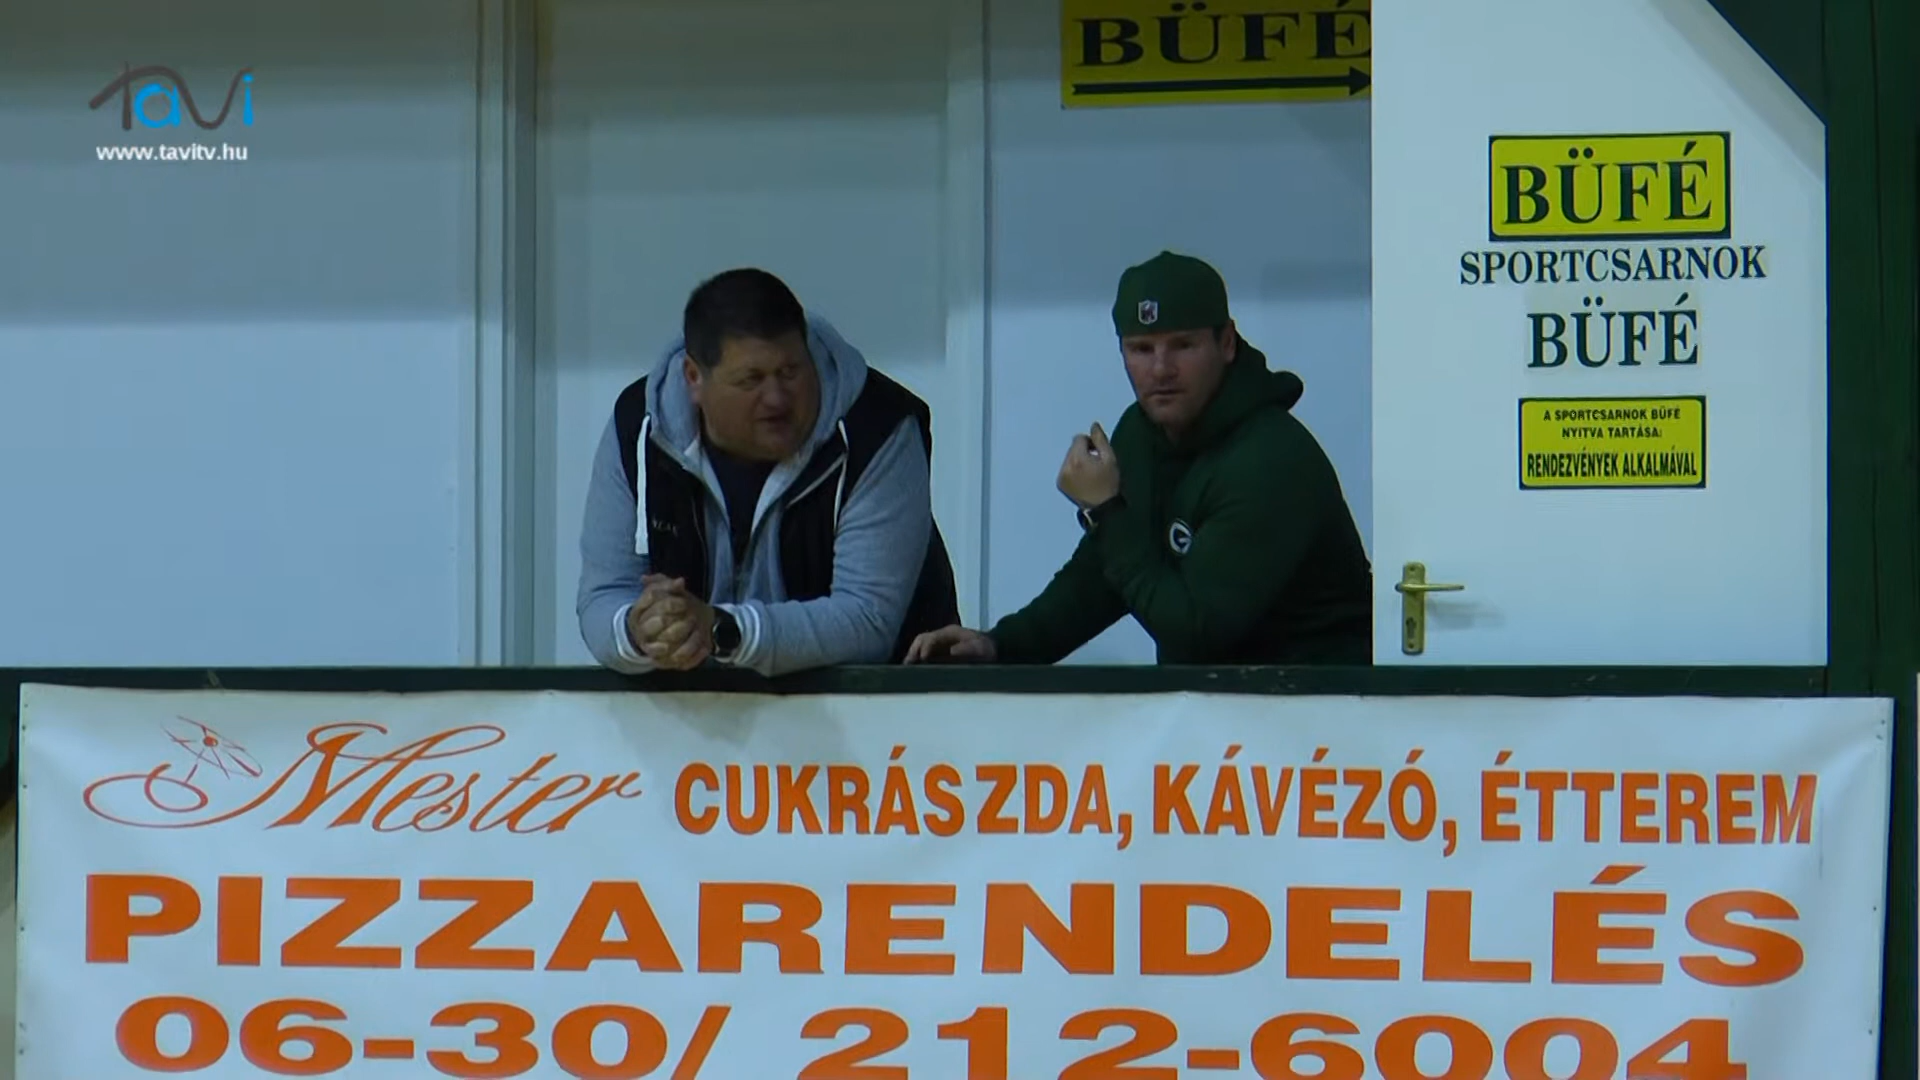 TaVi
www.tavitv.hu
BÜFÉ
BÜFÉ
SPORTCSARNOK
BÜFÉ
A SPORTCSARNOK BÜFÉ
NYITVA TARTÁSA:
RENDEZVÉNYEK ALKALMÁVAL
G
Mester CUKRÁSZDA, KÁVÉZÓ, ÉTTEREM
PIZZARENDELÉS
06-30/ 212-6004